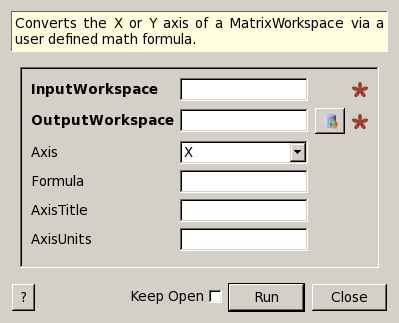 Converts the X or Y axis of a MatrixWorkspace via a
user defined math formula.
InputWorkspace *
OutputWorkspace *
Axis X
Formula
AxisTitle
AxisUnits
? Keep Open Run Close